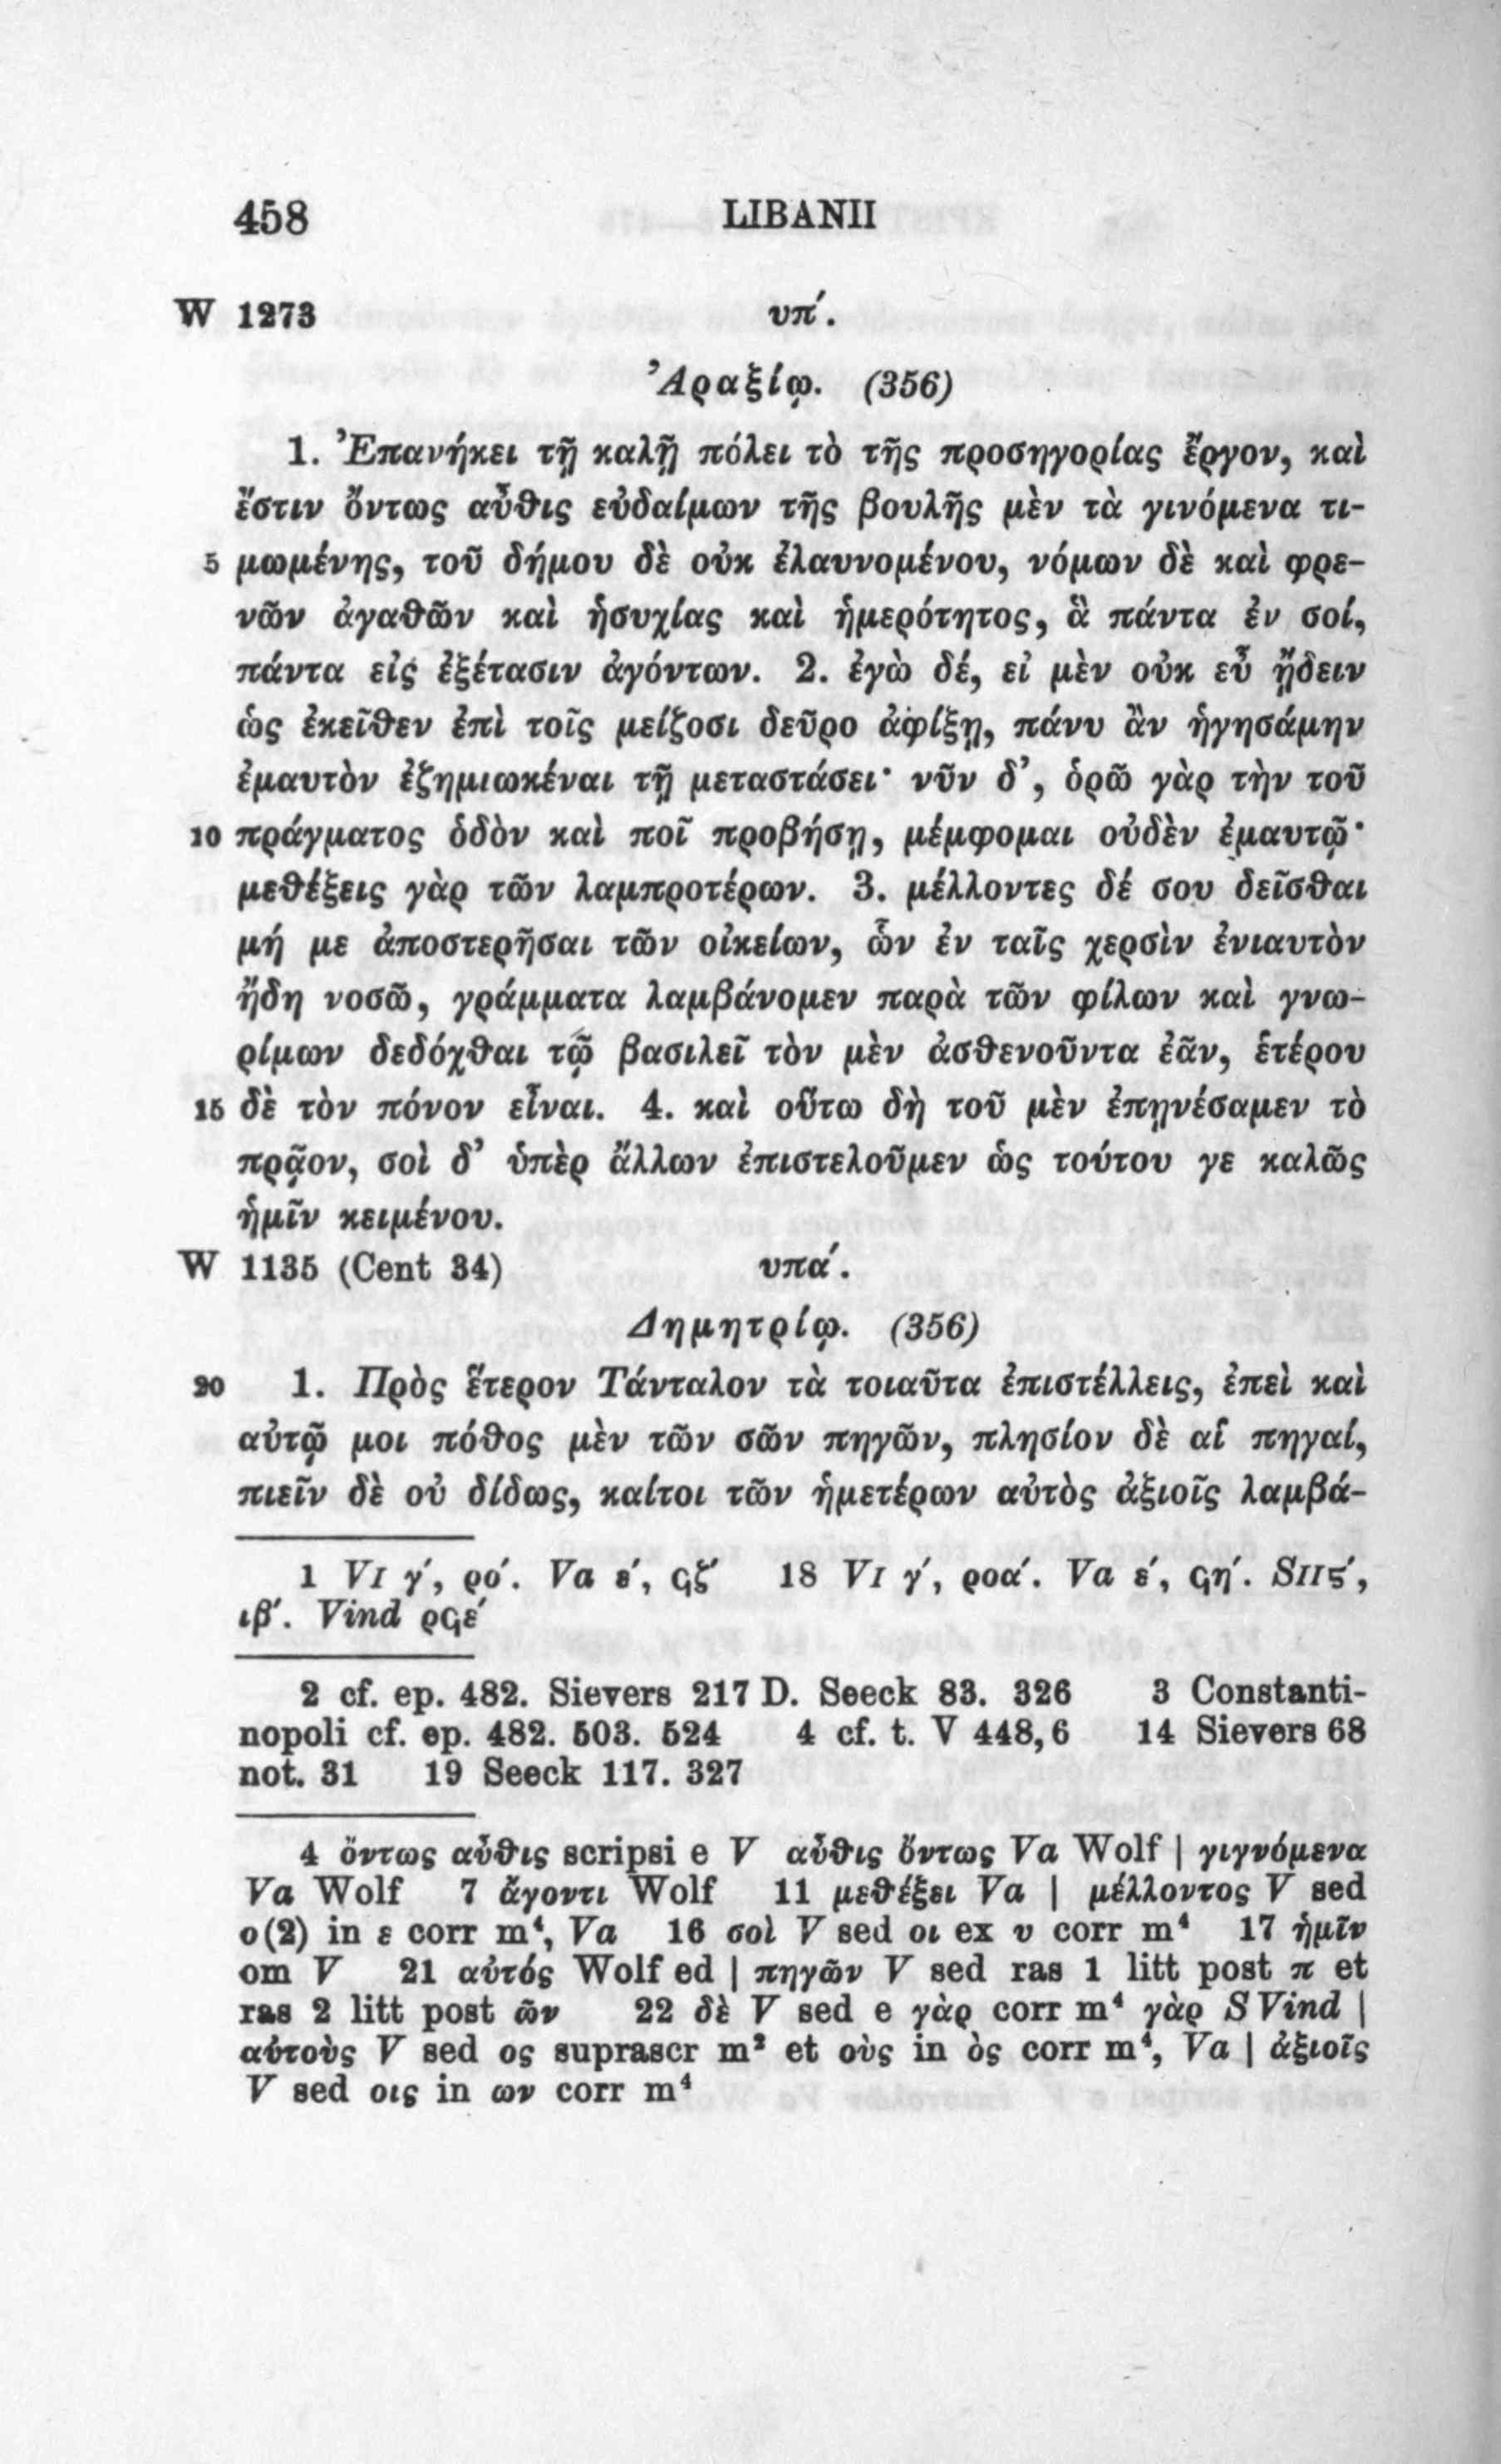 458 LIBANII
W 1273 υπ΄.
Ἀραξίῳ. (356)
1. Ἐπανήκει τῇ καλῇ πόλει τὸ τῆς προσηγορίας ἔργον, καὶ
ἔστιν ὄντως αὖθις εὐδαίμων τῆς βουλῆς μὲν τὰ γινόμενα τι-
5 μωμένης, τοῦ δήμου δὲ οὐκ ἐλαυνομένου, νόμων δὲ καὶ φρε-
νῶν ἀγαθῶν καὶ ἡσυχίας καὶ ἡμερότητος, ἃ πάντα ἐν σοί,
πάντα εἰς ἐξέτασιν ἀγόντων. 2. ἐγὼ δέ, εἰ μὲν οὐκ εὖ ᾔδειν
ὡς ἐκεῖθεν ἐπὶ τοῖς μείζοσι δεῦρο ἀφίξῃ, πάνυ ἂν ἡγησάμην
ἐμαυτὸν ἐζημιωκέναι τῇ μεταστάσει· νῦν δ’, ὁρῶ γὰρ τὴν τοῦ
10 πράγματος ὁδὸν καὶ ποῖ προβήσῃ, μέμφομαι οὐδὲν ἐμαυτῷ·
μεθέξεις γὰρ τῶν λαμπροτέρων. 3. μέλλοντες δέ σου δεῖσθαι
μή με ἀποστερῆσαι τῶν οἰκείων, ὧν ἐν ταῖς χερσὶν ἐνιαυτὸν
ἤδη νοσῶ, γράμματα λαμβάνομεν παρὰ τῶν φίλων καὶ γνω-
ρίμων δεδόχθαι τῷ βασιλεῖ τὸν μὲν ἀσθενοῦντα ἐᾶν, ἑτέρου
15 δὲ τὸν πόνον εἶναι. 4. καὶ οὕτω δὴ τοῦ μὲν ἐπῃνέσαμεν τὸ
πρᾷον, σοὶ δ’ ὑπὲρ ἄλλων ἐπιστελοῦμεν ὡς τούτου γε καλῶς
ἡμῖν κειμένου.
W 1135 (Cent 34) υπα΄.
Δημητρίῳ. (356)
20 1. Πρὸς ἕτερον Τάνταλον τὰ τοιαῦτα ἐπιστέλλεις, ἐπεὶ καὶ
αὐτῷ μοι πόθος μὲν τῶν σῶν πηγῶν, πλησίον δὲ αἱ πηγαί,
πιεῖν δὲ οὐ δίδως, καίτοι τῶν ἡμετέρων αὐτὸς ἀξιοῖς λαμβά-
1 VI γ΄, ρο΄. Va ε΄, ϙζ΄ 18 VI γ΄, ροα΄. Va ε΄, ϙη΄. SII ϛ΄,
ιβ΄. Vind ρϙε΄
2 cf. ep. 482. Sievers 217 D. Seeck 83. 326 3 Constanti-
nopoli cf. ep. 482. 503. 524 4 cf. t. V 448, 6 14 Sievers 68
not. 31 19 Seeck 117. 327
4 ὄντως αὖθις scripsi e V αὖθις ὄντως Va Wolf | γιγνόμενα
Va Wolf 7 ἄγοντι Wolf 11 μεθέξει Va | μέλλοντος V sed
ο(2) in ε corr m⁴, Va 16 σοὶ V sed οι ex υ corr m⁴ 17 ἡμῖν
om V 21 αὐτός Wolf ed | πηγῶν V sed ras 1 litt post π et
ras 2 litt post ῶν 22 δὲ V sed e γὰρ corr m⁴ γὰρ S Vind |
αὐτοὺς V sed ος suprascr m² et οὺς in ὸς corr m⁴, Va | ἀξιοῖς
V sed οις in ων corr m⁴